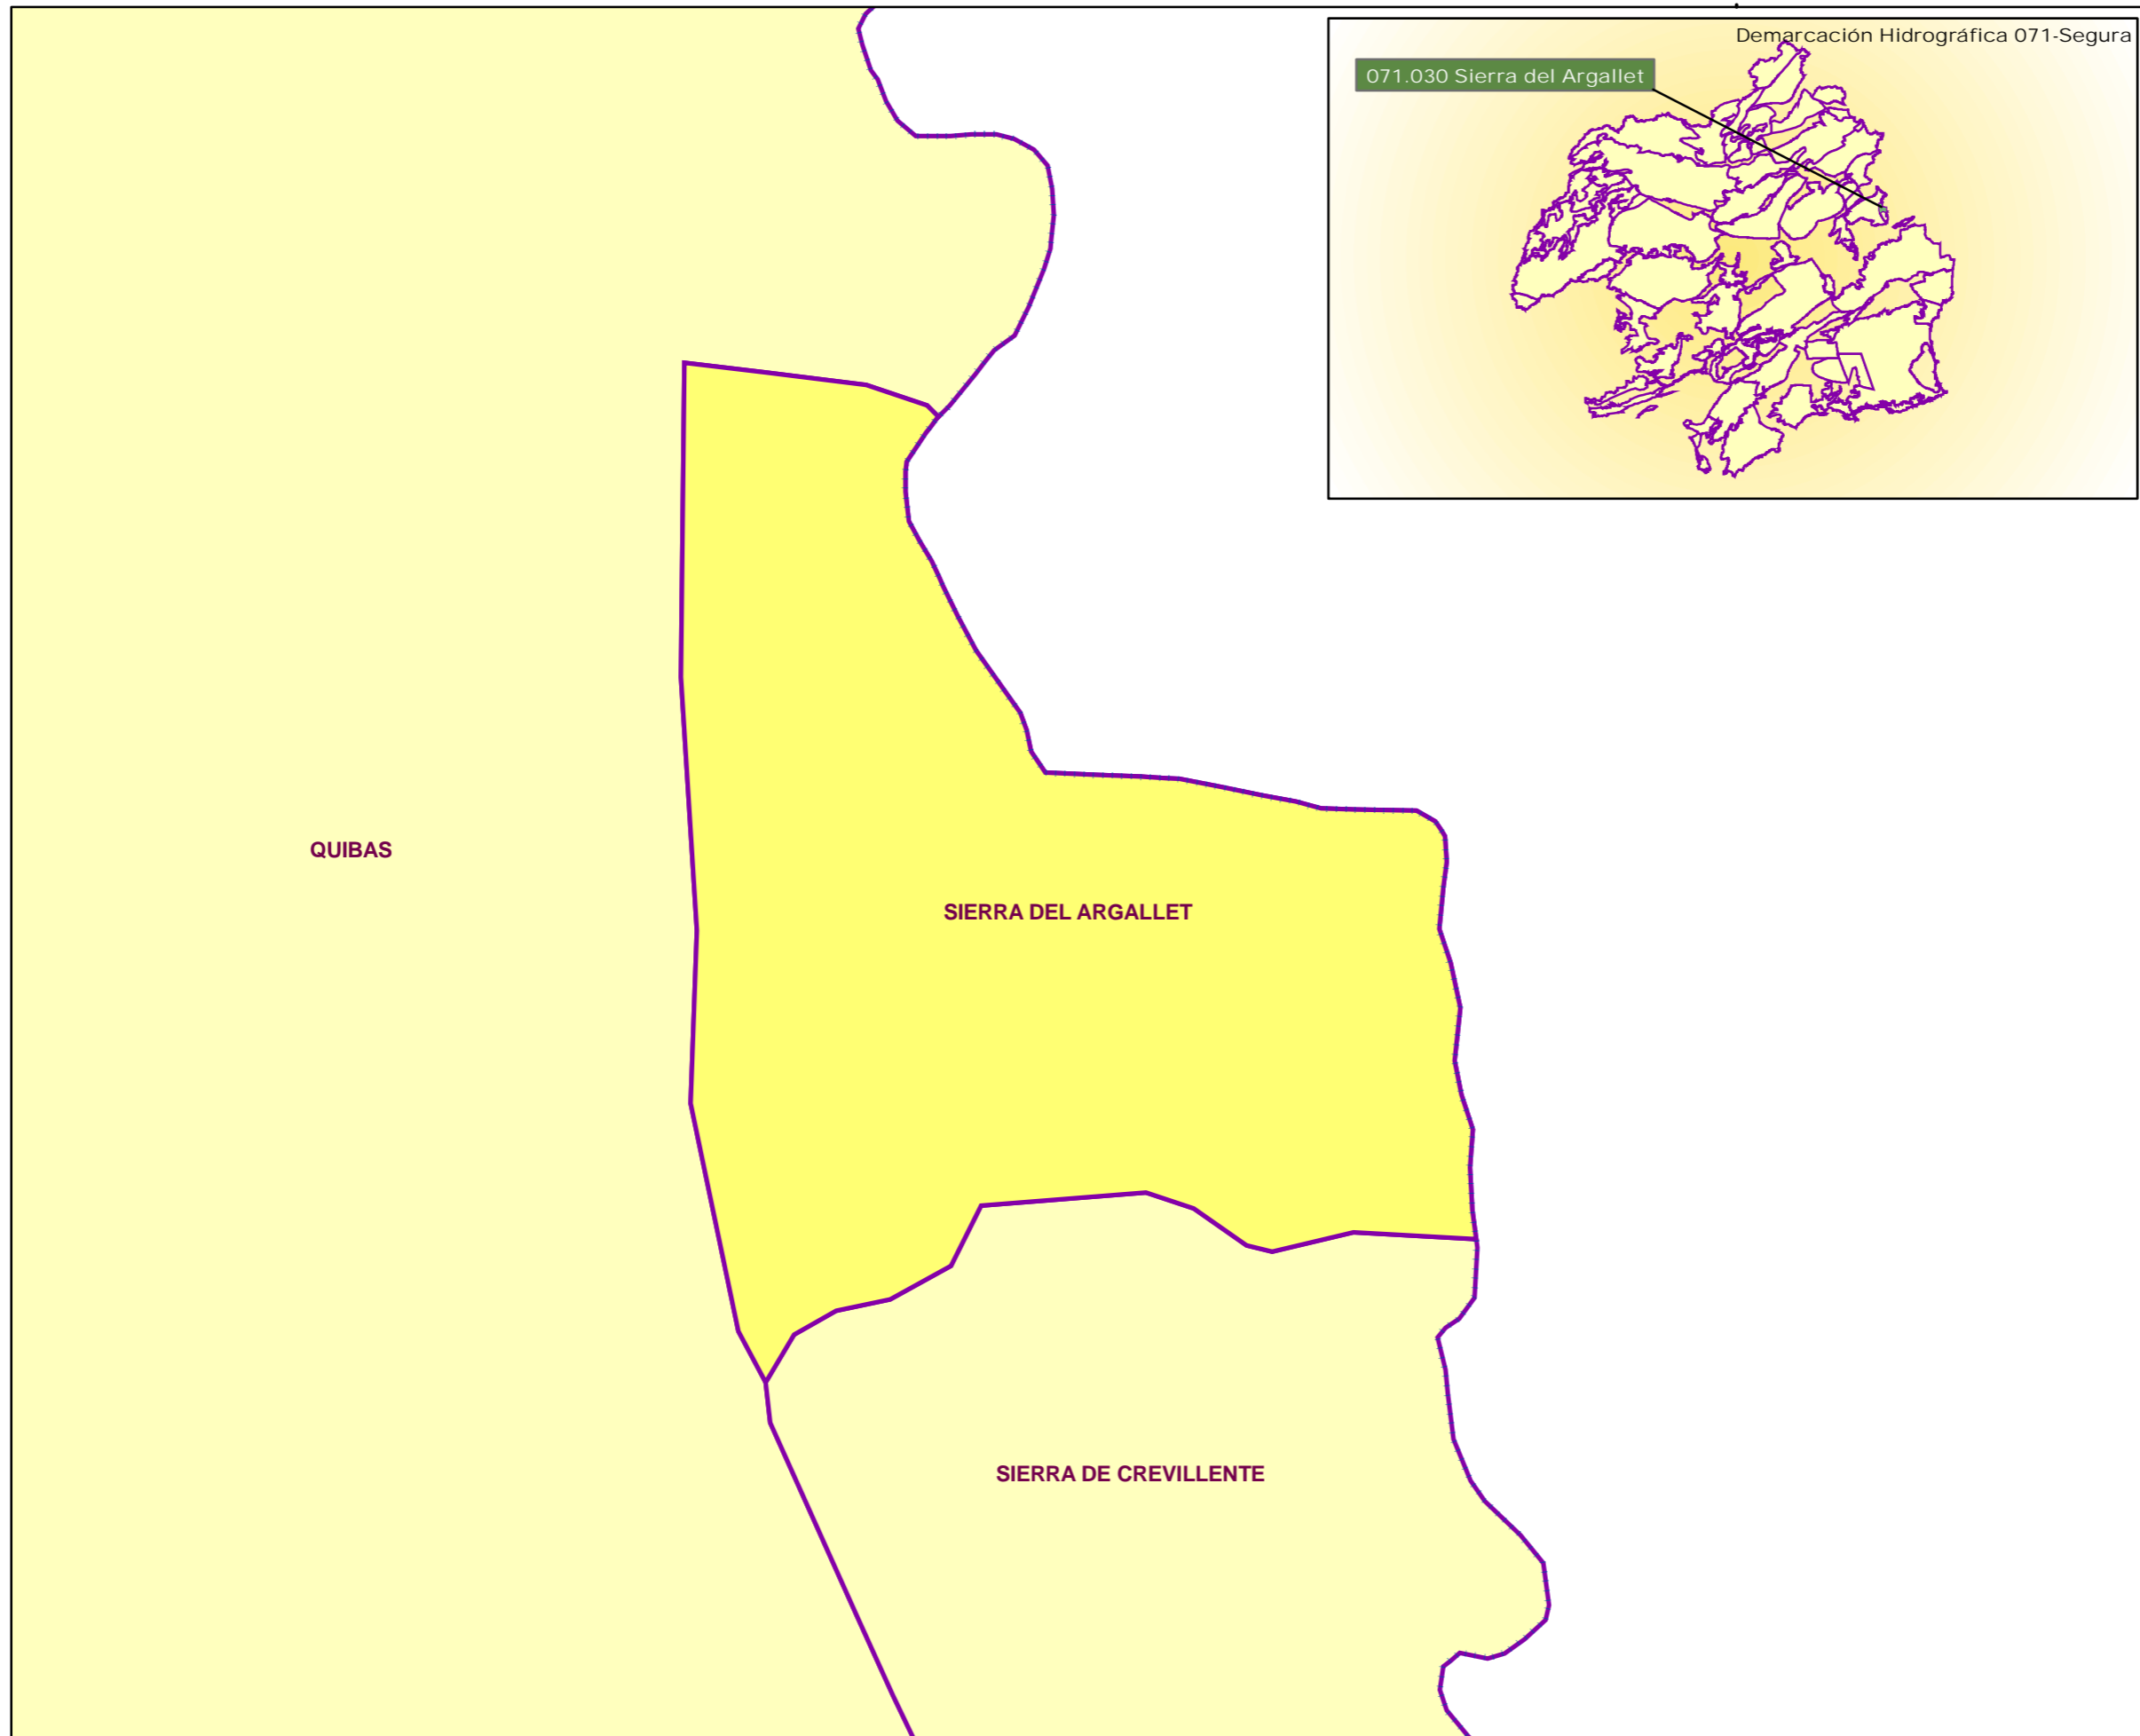 Demarcación Hidrográfica 071-Segura
071.030 Sierra del Argallet
QUIBAS
SIERRA DEL ARGALLET
SIERRA DE CREVILLENTE